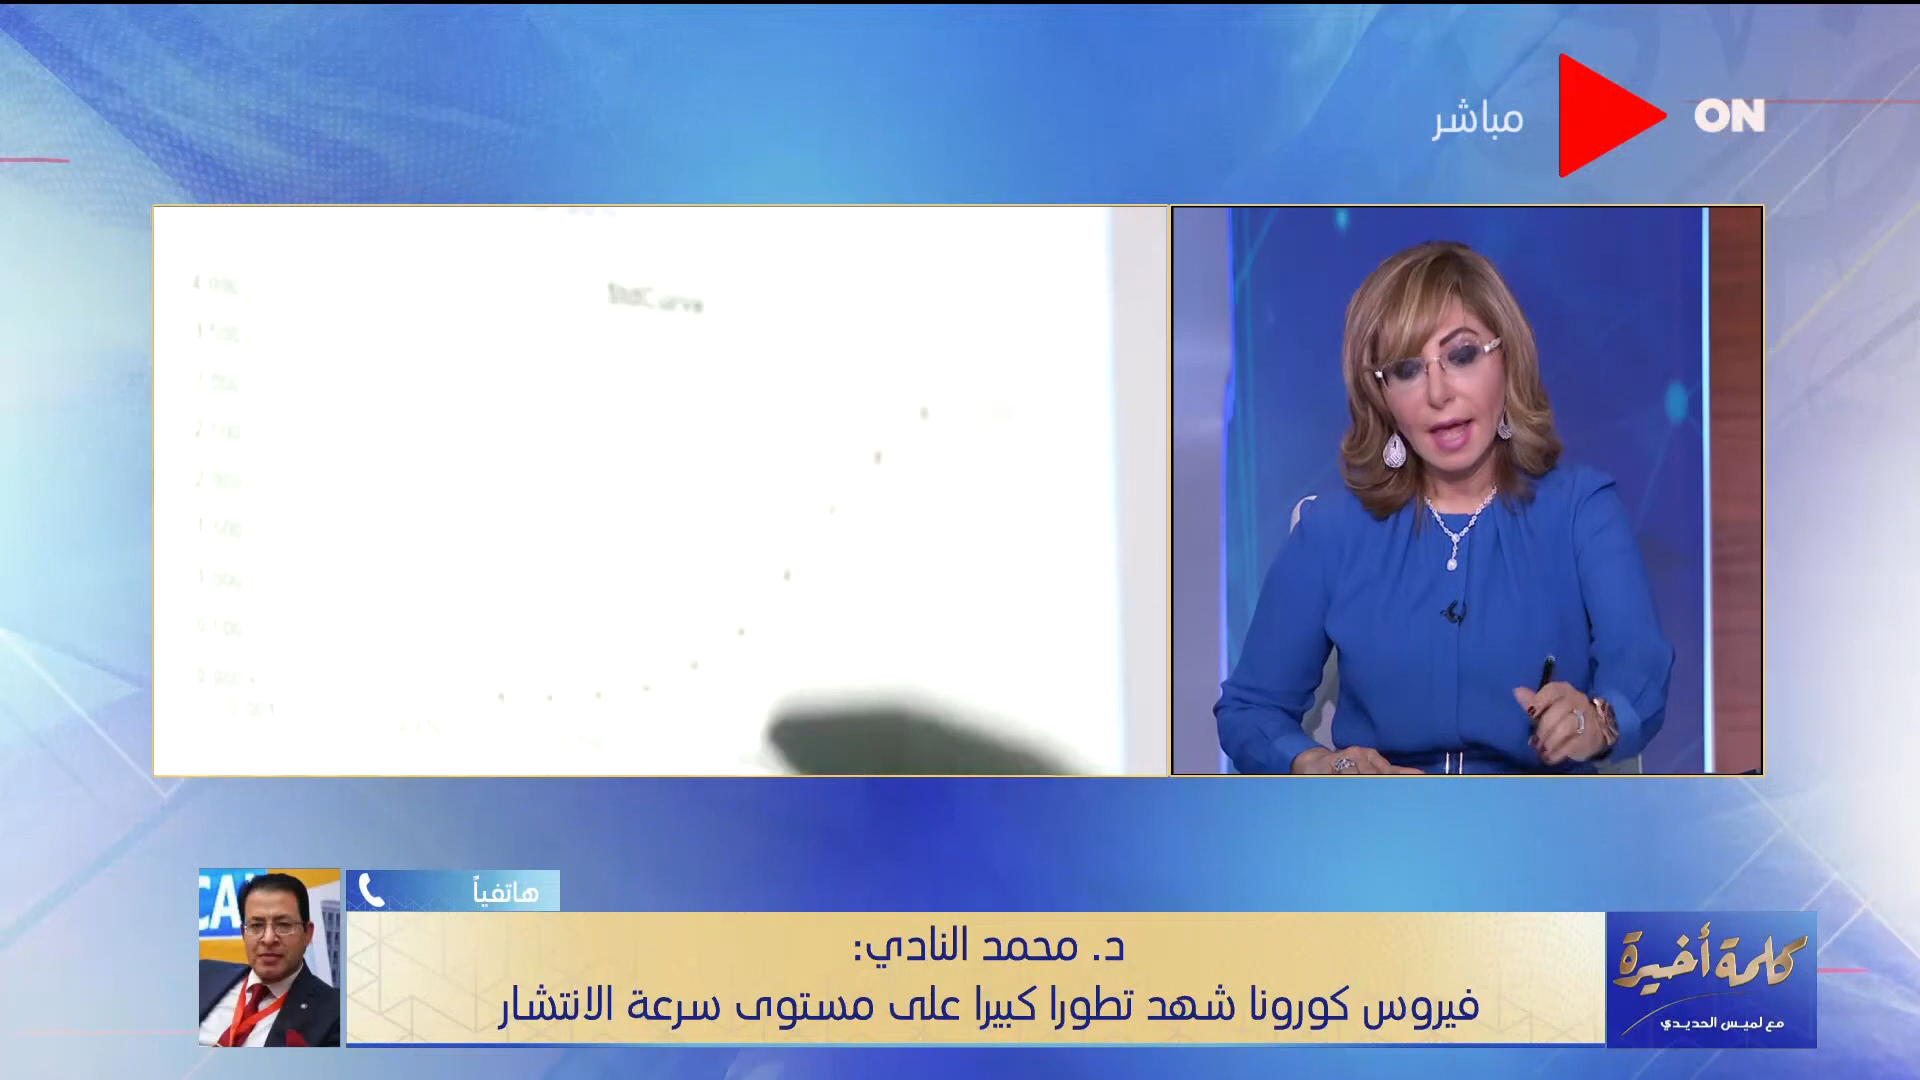 مباشر
ON
StdCurve
هاتفياً
د. محمد النادي:
فيروس كورونا شهد تطورا كبيرا على مستوى سرعة الانتشار
كلمة أخيرة
مع لميس الحديدي